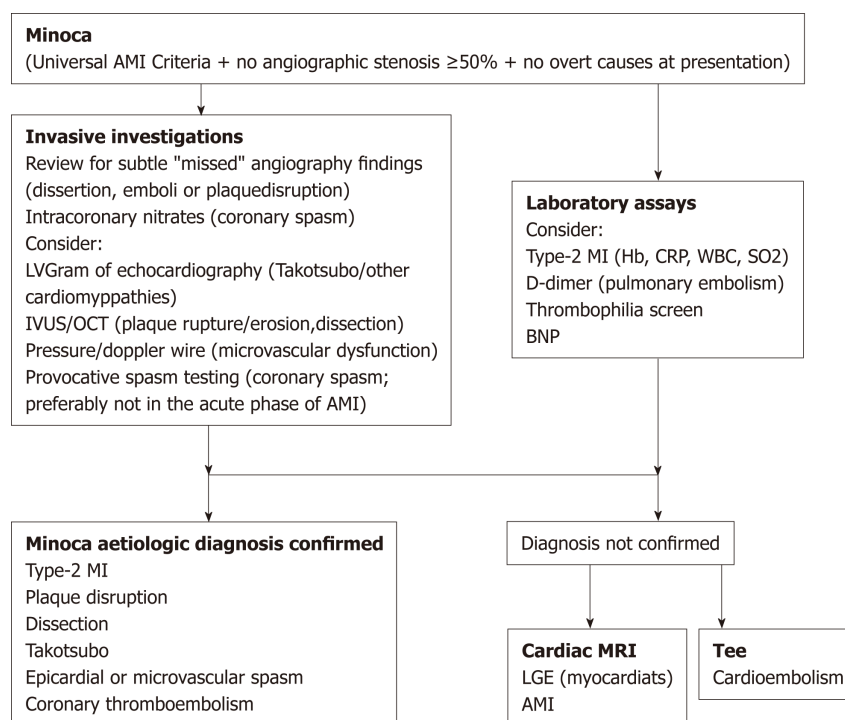 Minoca
(Universal AMI Criteria + no angiographic stenosis ≥50% + no overt causes at presentation)
Invasive investigations
Review for subtle "missed" angiography findings
(dissertion, emboli or plaquedisruption)
Intracoronary nitrates (coronary spasm)
Consider:
LVGram of echocardiography (Takotsubo/other
cardiomyppathies)
IVUS/OCT (plaque rupture/erosion,dissection)
Pressure/doppler wire (microvascular dysfunction)
Provocative spasm testing (coronary spasm;
preferably not in the acute phase of AMI)
Laboratory assays
Consider:
Type-2 MI (Hb, CRP, WBC, SO2)
D-dimer (pulmonary embolism)
Thrombophilia screen
BNP
Minoca aetiologic diagnosis confirmed
Type-2 MI
Plaque disruption
Dissection
Takotsubo
Epicardial or microvascular spasm
Coronary thromboembolism
Diagnosis not confirmed
Cardiac MRI
LGE (myocardiats)
AMI
Tee
Cardioembolism